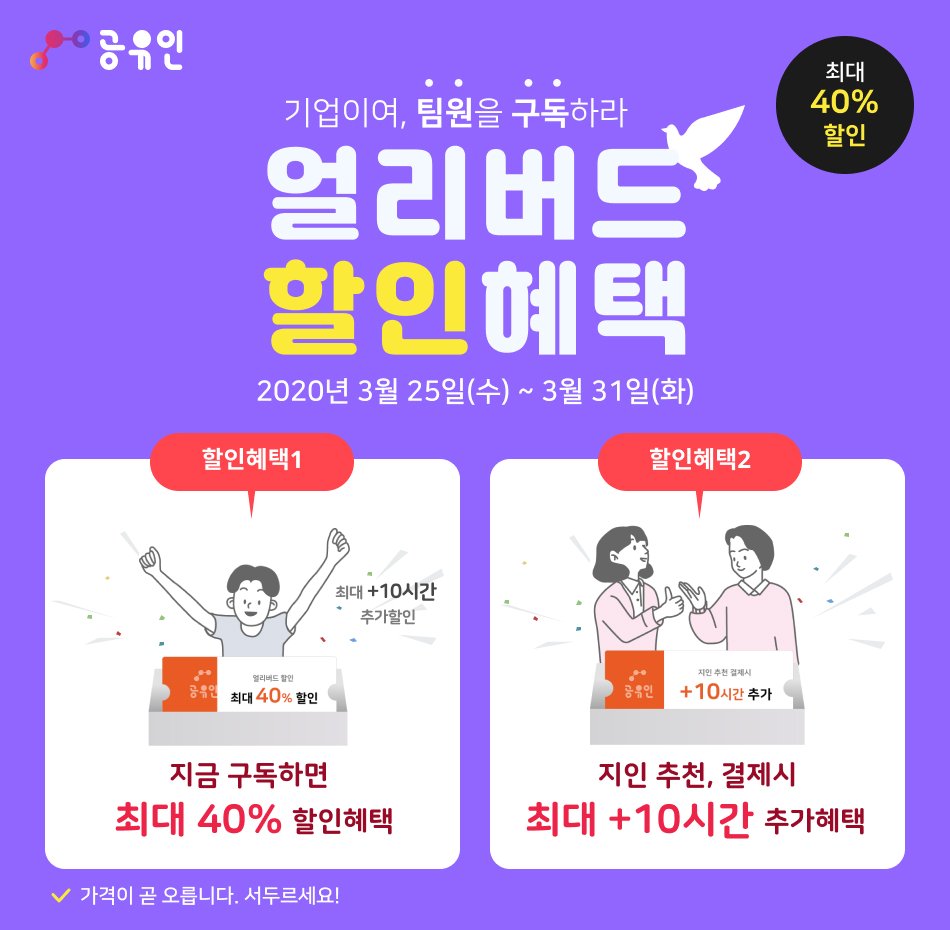 공유인
최대
40%
할인
기업이여, 팀원을 구독하라
얼리버드
할인혜택
2020년 3월 25일(수) ~ 3월 31일(화)
할인혜택1
최대 +10시간
추가할인
공유인
얼리버드 할인
최대 40% 할인
지금 구독하면
최대 40% 할인혜택
할인혜택2
공유인
지인 추천 결제시
+10시간 추가
지인 추천, 결제시
최대 +10시간 추가혜택
가격이 곧 오릅니다. 서두르세요!